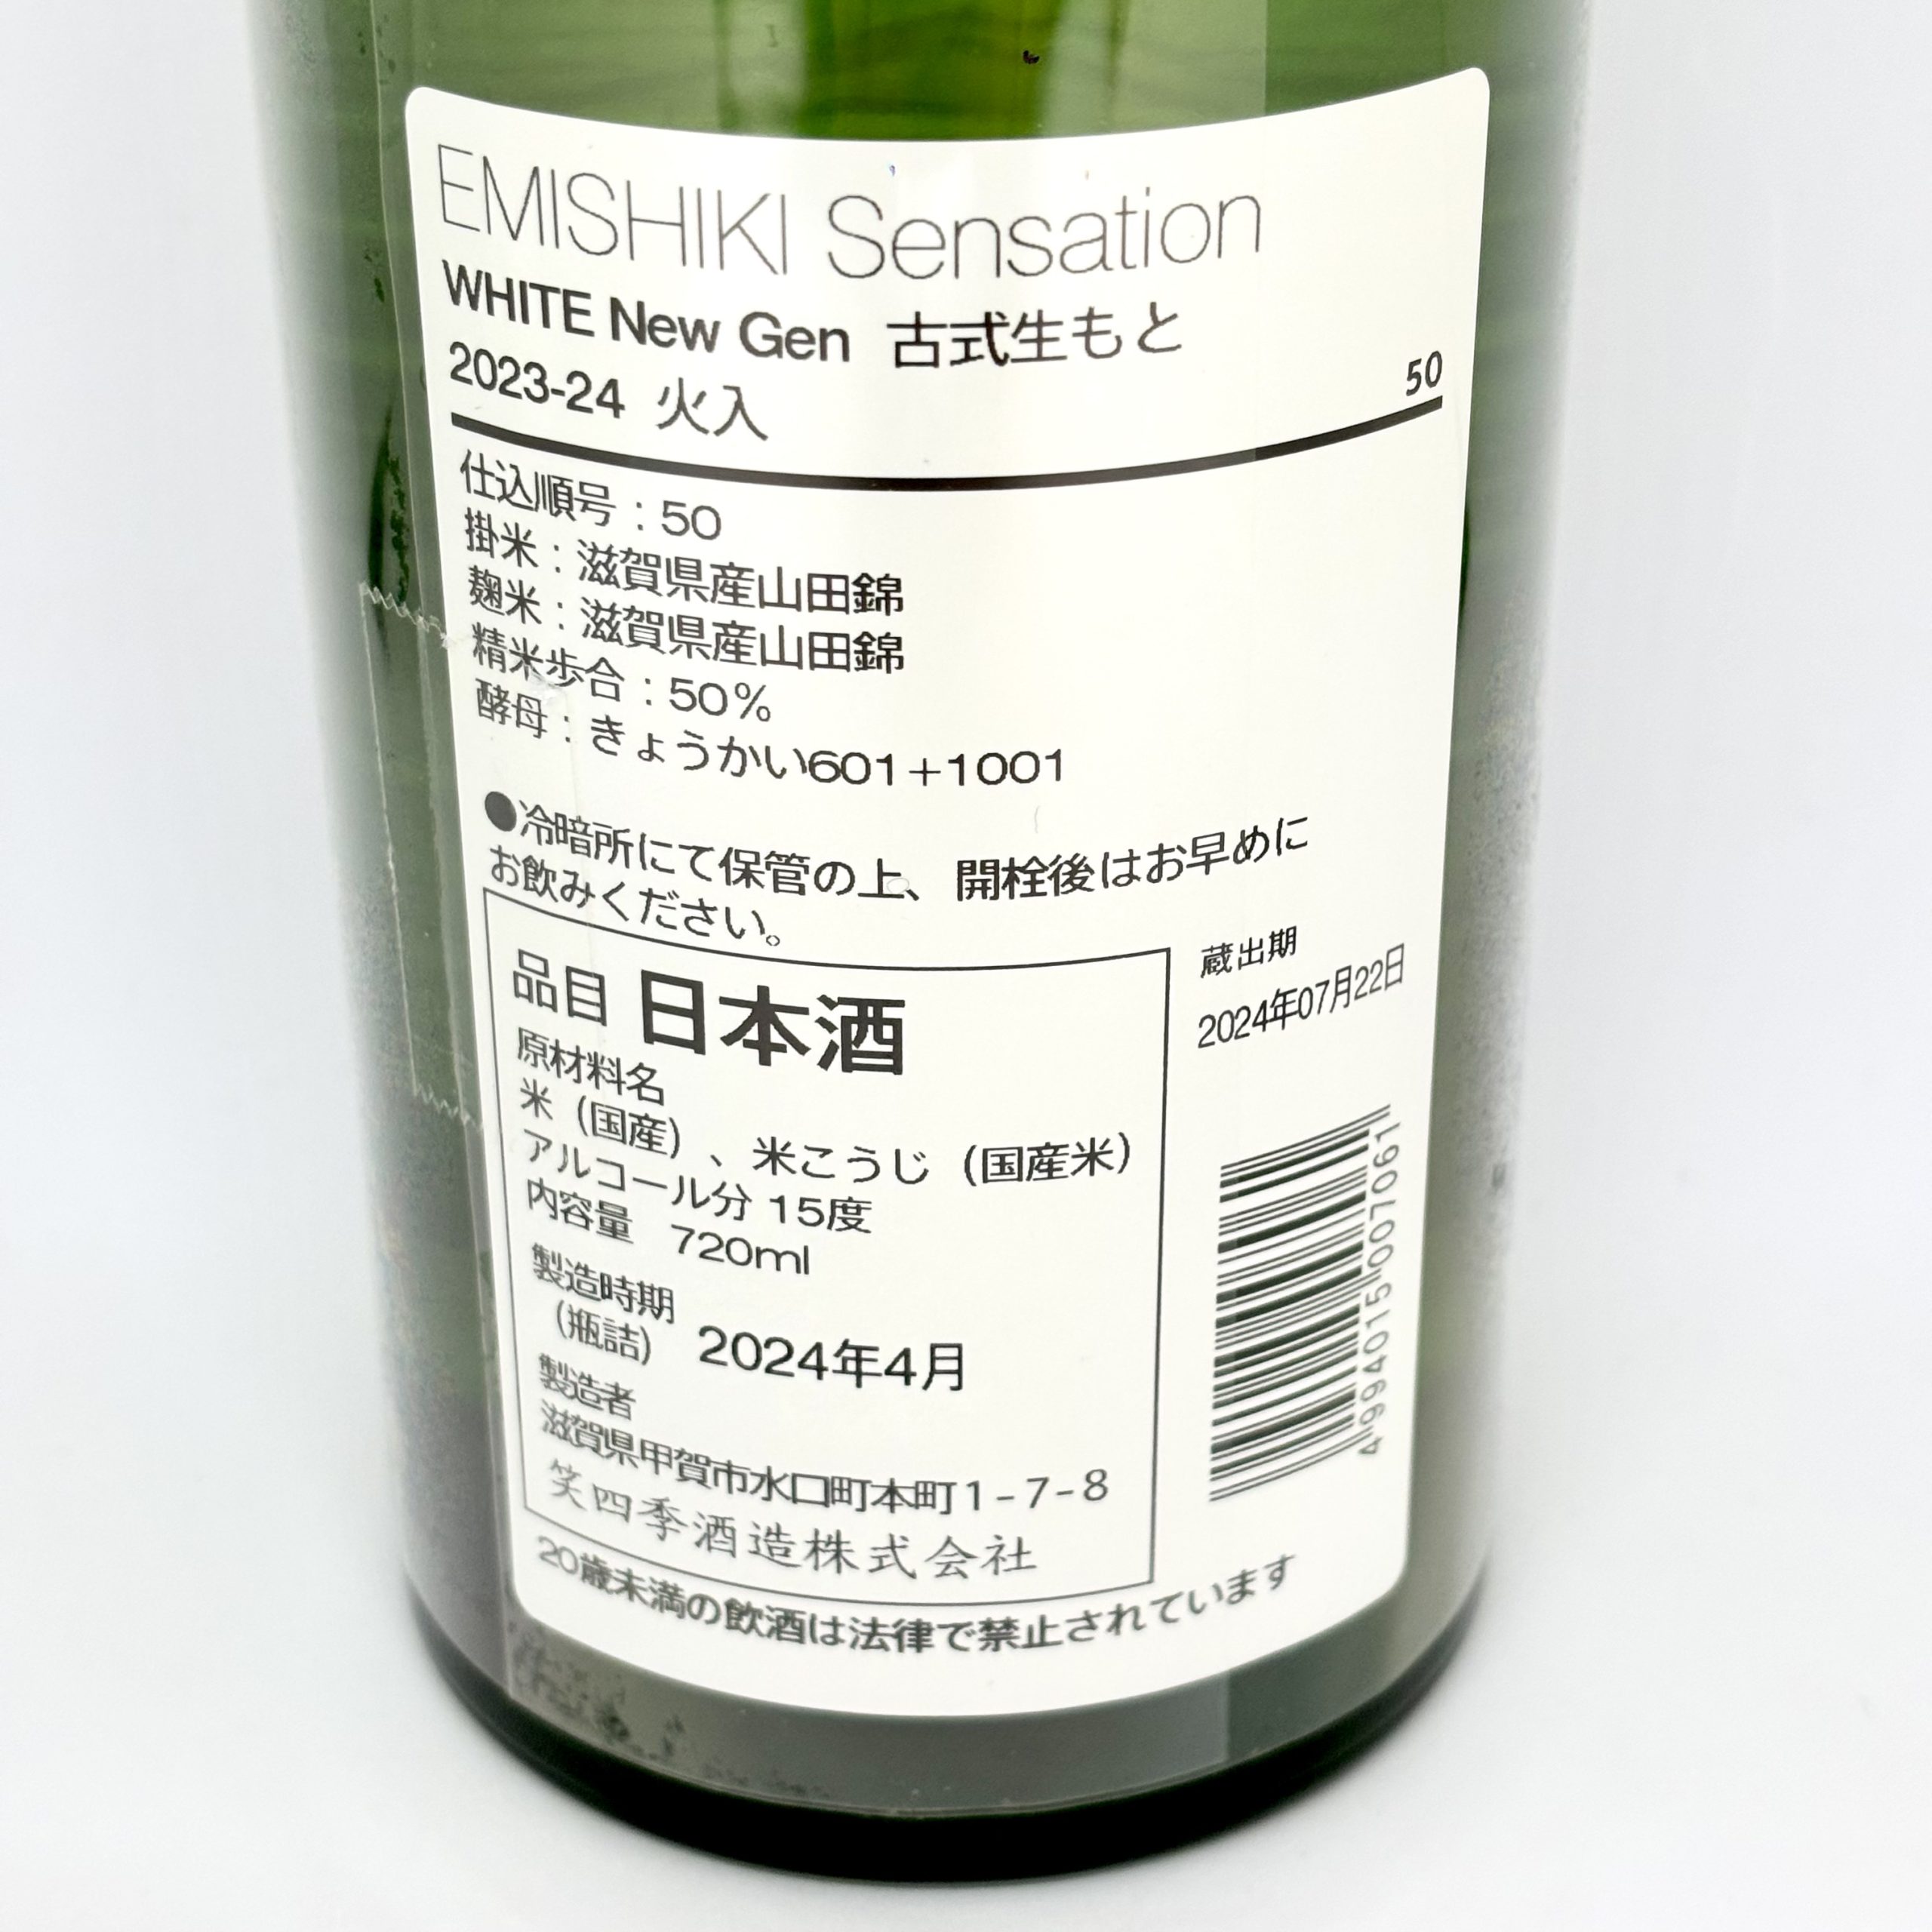 EMISHIKI Sensation
WHITE New Gen 古式生もと
2023-24 火入
50
仕込順号：50
掛米：滋賀県産山田錦
麹米：滋賀県産山田錦
精米歩合：50%
酵母：きょうかい601+1001
●冷暗所にて保管の上、開栓後はお早めに
お飲みください。
品目 日本酒
原材料名
米（国産）、米こうじ（国産米）
アルコール分 15度
内容量 720ml
製造時期
（瓶詰） 2024年4月
製造者
滋賀県甲賀市水口町本町1-7-8
笑四季酒造株式会社
蔵出期
2024年07月22日
4994015007061
20歳未満の飲酒は法律で禁止されています